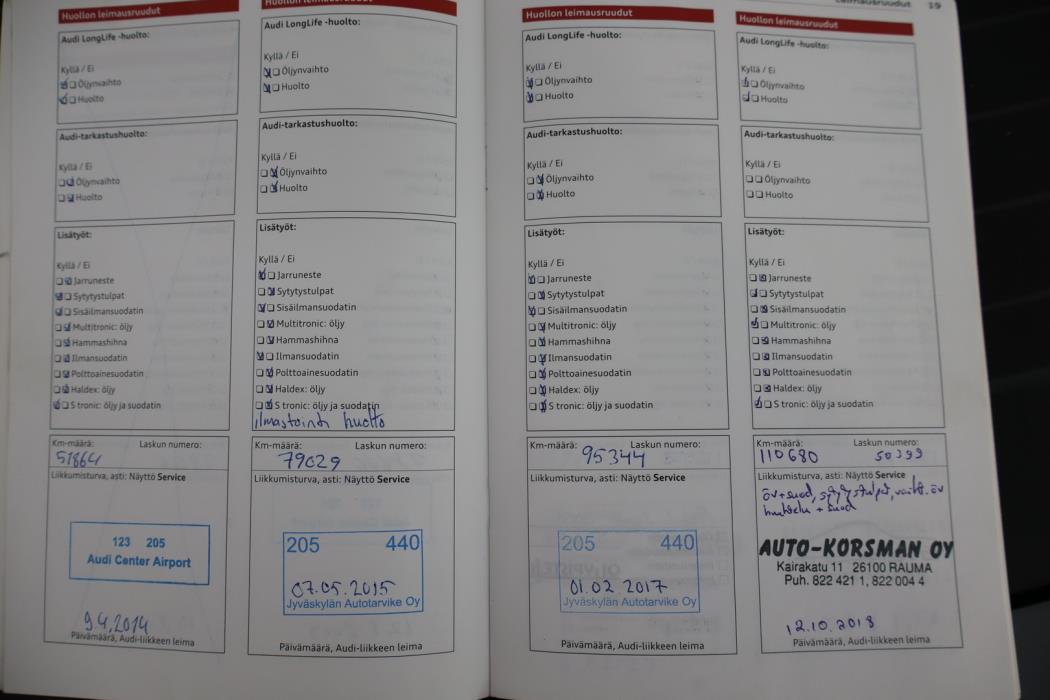 Leimausruudut 19
Huollon leimausruudut
Audi LongLife -huolto:
Kyllä / Ei
Öljynvaihto
Huolto
Audi-tarkastushuolto:
Kyllä / Ei
Öljynvaihto
Huolto
Lisätyöt:
Kyllä / Ei
Jarruneste
Sytytystulpat
Sisäilmansuodatin
Multitronic: öljy
Hammashihna
Ilmansuodatin
Polttoainesuodatin
Haldex: öljy
S tronic: öljy ja suodatin
Km-määrä: Laskun numero:
51864
Liikkumisturva, asti: Näyttö Service
123 205
Audi Center Airport
9.4.2014
Päivämäärä, Audi-liikkeen leima
Huollon leimausruudut
Audi LongLife -huolto:
Kyllä / Ei
Öljynvaihto
Huolto
Audi-tarkastushuolto:
Kyllä / Ei
Öljynvaihto
Huolto
Lisätyöt:
Kyllä / Ei
Jarruneste
Sytytystulpat
Sisäilmansuodatin
Multitronic: öljy
Hammashihna
Ilmansuodatin
Polttoainesuodatin
Haldex: öljy
S tronic: öljy ja suodatin
ilmastointi huolto
Km-määrä: Laskun numero:
79029
Liikkumisturva, asti: Näyttö Service
205 440
07.05.2015
Jyväskylän Autotarvike Oy
Päivämäärä, Audi-liikkeen leima
Huollon leimausruudut
Audi LongLife -huolto:
Kyllä / Ei
Öljynvaihto
Huolto
Audi-tarkastushuolto:
Kyllä / Ei
Öljynvaihto
Huolto
Lisätyöt:
Kyllä / Ei
Jarruneste
Sytytystulpat
Sisäilmansuodatin
Multitronic: öljy
Hammashihna
Ilmansuodatin
Polttoainesuodatin
Haldex: öljy
S tronic: öljy ja suodatin
Km-määrä: Laskun numero:
95344
Liikkumisturva, asti: Näyttö Service
205 440
01.02.2017
Jyväskylän Autotarvike Oy
Päivämäärä, Audi-liikkeen leima
Huollon leimausruudut
Audi LongLife -huolto:
Kyllä / Ei
Öljynvaihto
Huolto
Audi-tarkastushuolto:
Kyllä / Ei
Öljynvaihto
Huolto
Lisätyöt:
Kyllä / Ei
Jarruneste
Sytytystulpat
Sisäilmansuodatin
Multitronic: öljy
Hammashihna
Ilmansuodatin
Polttoainesuodatin
Haldex: öljy
S tronic: öljy ja suodatin
Km-määrä: Laskun numero:
110680 50393
Liikkumisturva, asti: Näyttö Service
öv+suod, sytytystulpat, vaiht. öv
huuhtelu + suod
AUTO-KORSMAN OY
Kairakatu 11 26100 RAUMA
Puh. 822 421 1, 822 004 4
12.10.2018
Päivämäärä, Audi-liikkeen leima